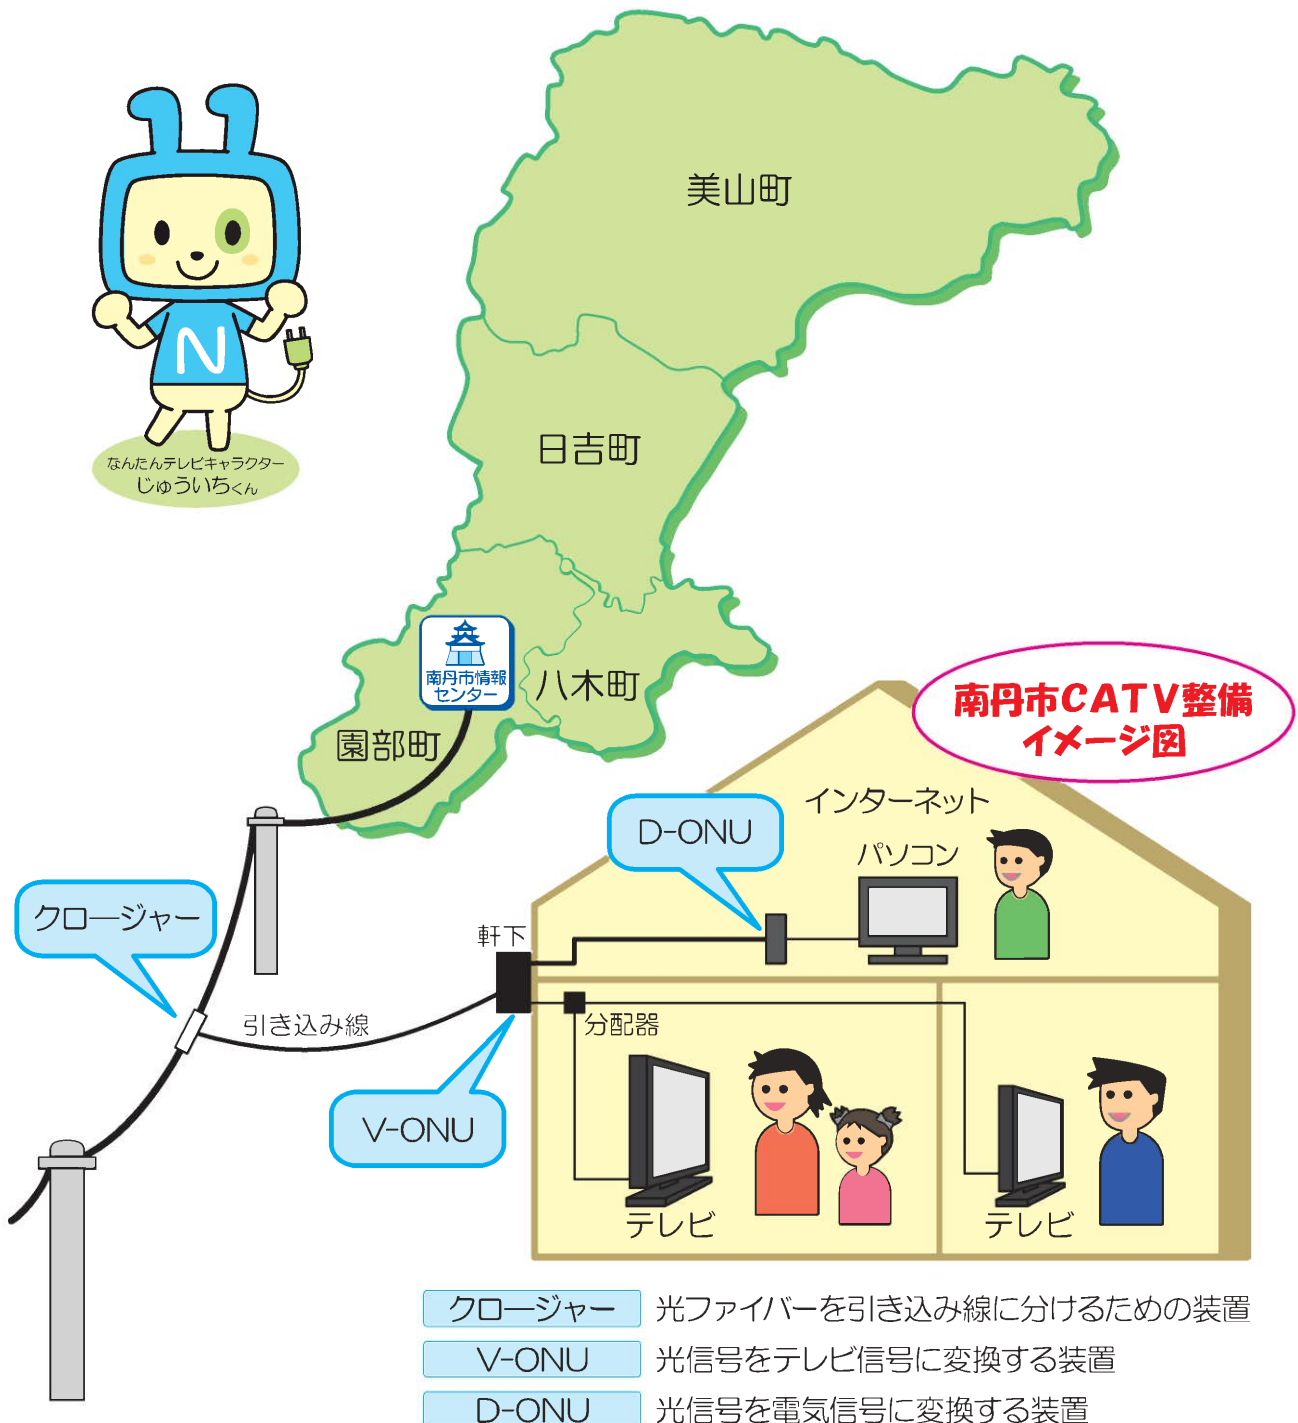 美山町
N
日吉町
なんたんテレビキャラクター
じゅういちくん
南丹市情報
センター
八木町
園部町
南丹市CATV整備
イメージ図
インターネット
D-ONU
パソコン
クロージャー
軒下
引き込み線
分配器
V-ONU
テレビ
テレビ
クロージャー 光ファイバーを引き込み線に分けるための装置
V-ONU 光信号をテレビ信号に変換する装置
D-ONU 光信号を電気信号に変換する装置